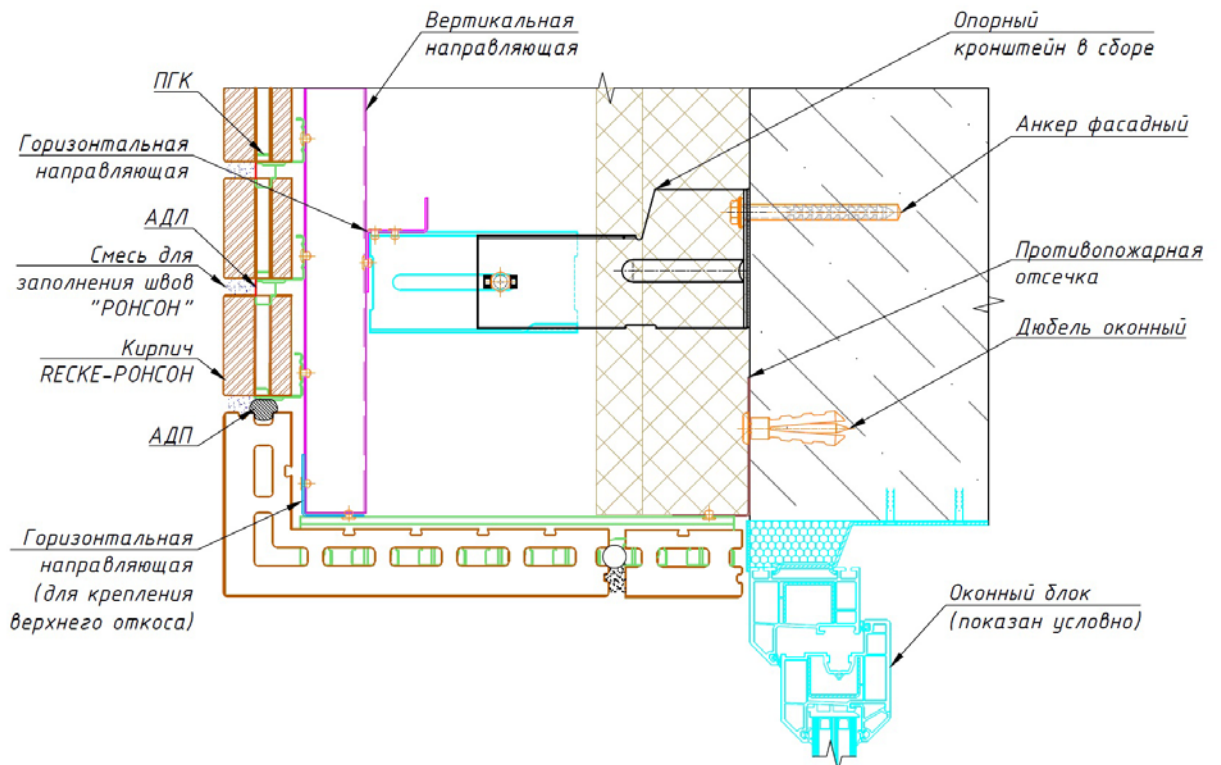 Вертикальная
направляющая
Опорный
кронштейн в сборе
ПГК
Анкер фасадный
Горизонтальная
направляющая
АДЛ
Противопожарная
отсечка
Смесь для
заполнения швов
"РОНСОН"
Дюбель оконный
Кирпич
RECKE-РОНСОН
АДП
Горизонтальная
направляющая
(для крепления
верхнего откоса)
Оконный блок
(показан условно)